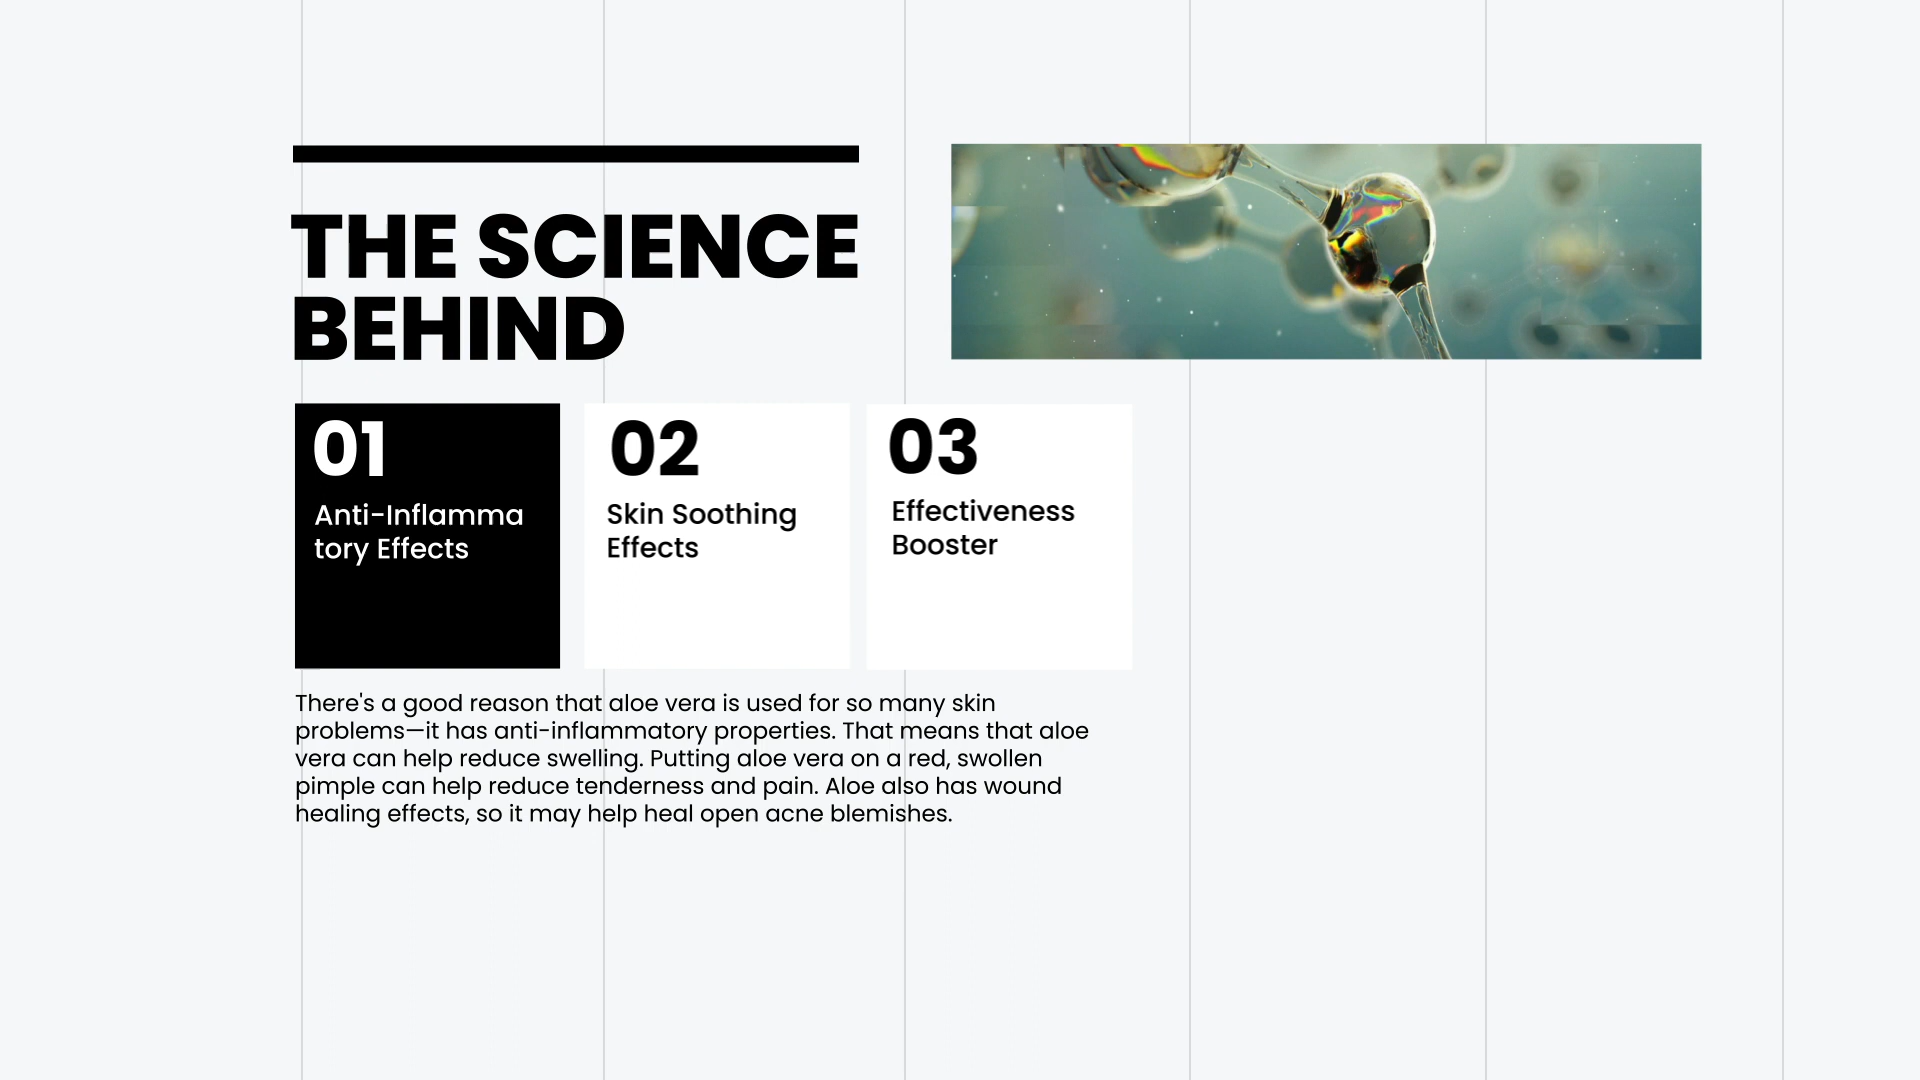 THE SCIENCE
BEHIND
01
Anti-Inflamma
tory Effects
02
Skin Soothing
Effects
03
Effectiveness
Booster
There's a good reason that aloe vera is used for so many skin
problems—it has anti-inflammatory properties. That means that aloe
vera can help reduce swelling. Putting aloe vera on a red, swollen
pimple can help reduce tenderness and pain. Aloe also has wound
healing effects, so it may help heal open acne blemishes.